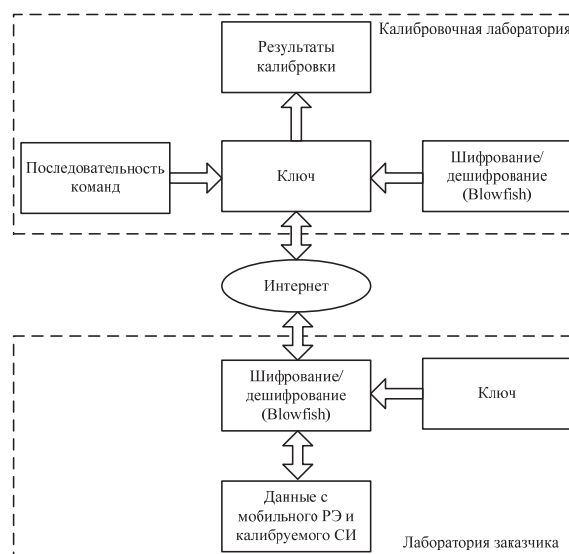 Калибровочная лаборатория
Результаты
калибровки
Последовательность
команд
Ключ
Шифрование/
дешифрование
(Blowfish)
Интернет
Шифрование/
дешифрование
(Blowfish)
Ключ
Данные с
мобильного РЭ и
калибруемого СИ
Лаборатория заказчика